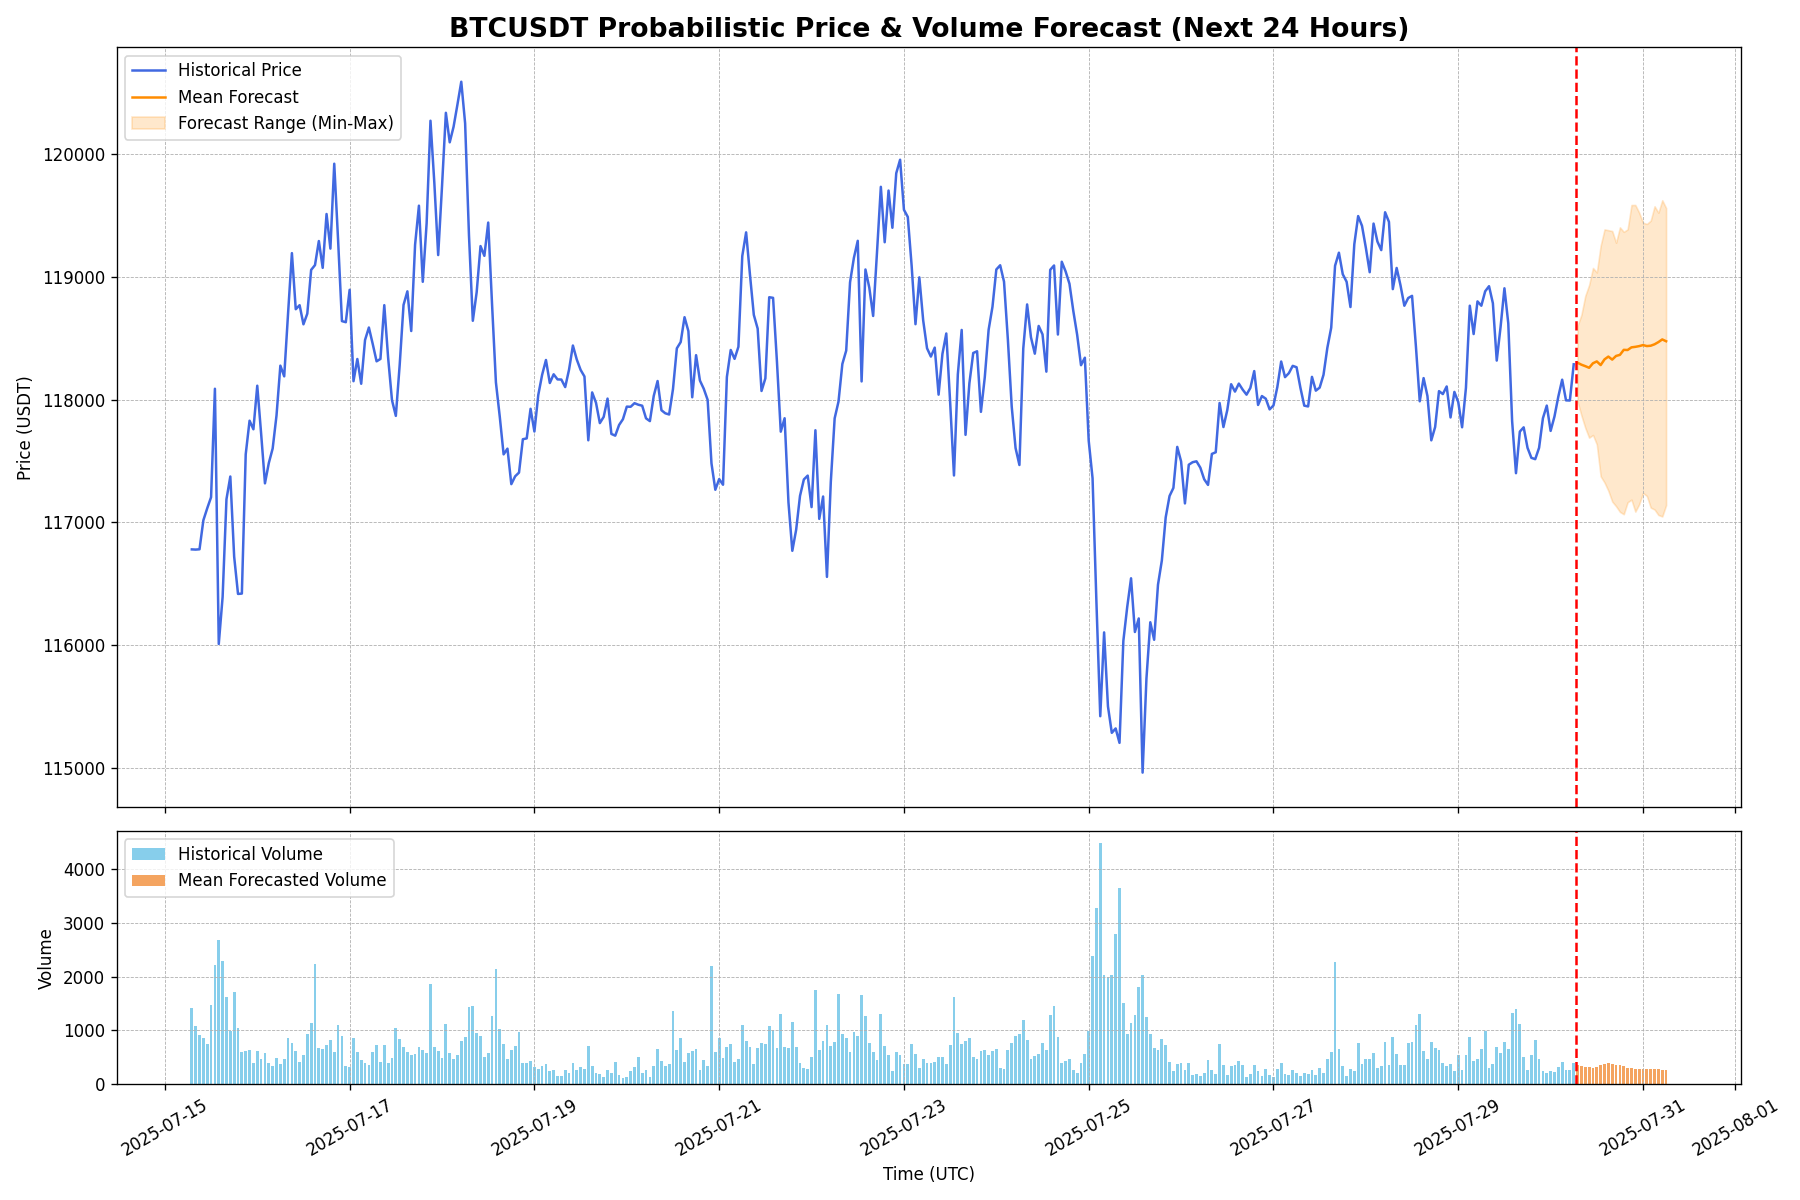 BTCUSDT Probabilistic Price & Volume Forecast (Next 24 Hours)
Historical Price
Mean Forecast
Forecast Range (Min-Max)
120000
119000
118000
117000
116000
115000
Price (USDT)
Historical Volume
Mean Forecasted Volume
4000
3000
2000
1000
0
Volume
2025-07-15
2025-07-17
2025-07-19
2025-07-21
2025-07-23
2025-07-25
2025-07-27
2025-07-29
2025-07-31
2025-08-01
Time (UTC)